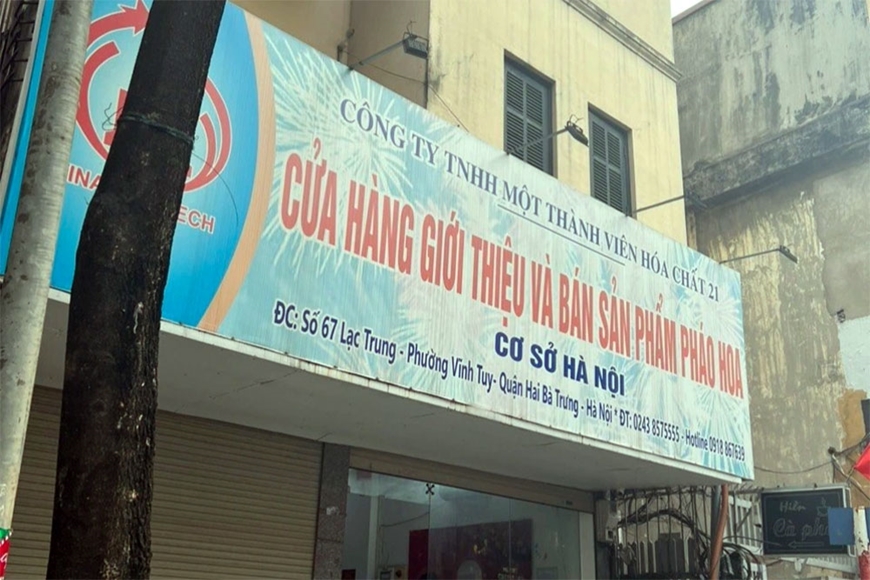 CÔNG TY TNHH MỘT THÀNH VIÊN HÓA CHẤT 21
CỬA HÀNG GIỚI THIỆU VÀ BÁN SẢN PHẨM PHÁO HOA
CƠ SỞ HÀ NỘI
ĐC: Số 67 Lạc Trung - Phường Vĩnh Tuy- Quận Hai Bà Trưng - Hà Nội * ĐT: 0243 8575555 - Hotline 0918 867639